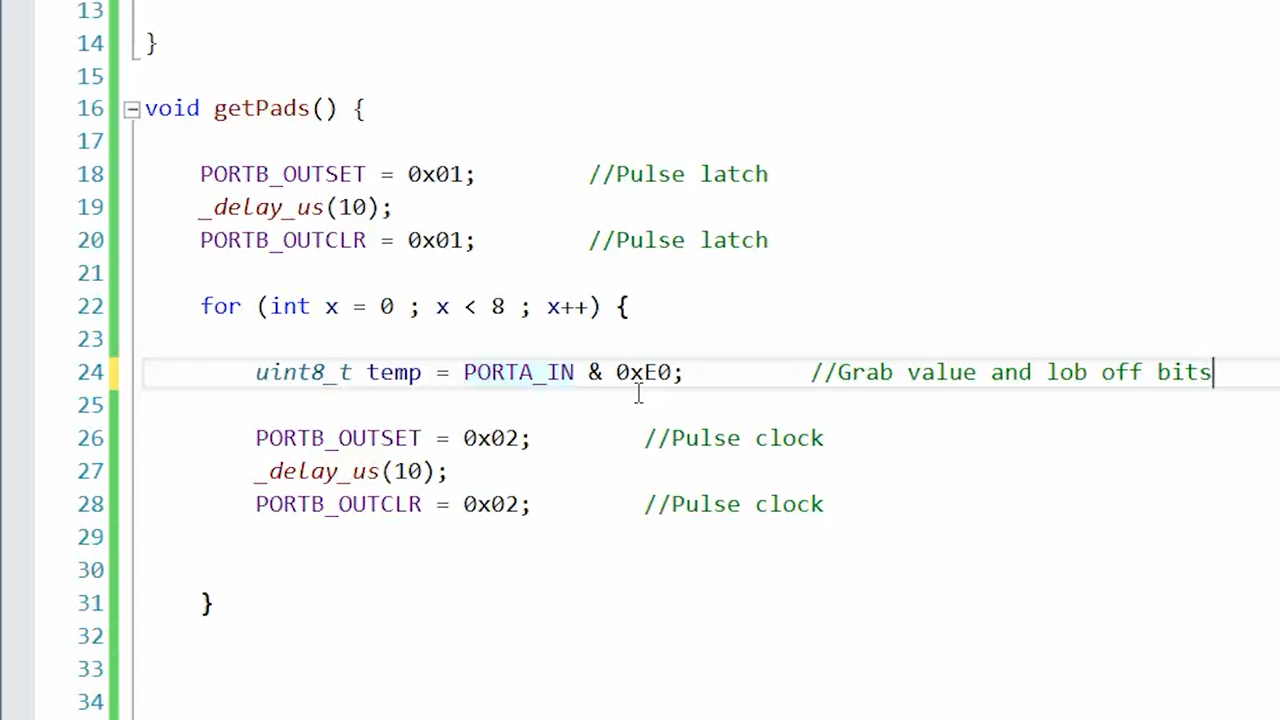 13
14 }
15
16 void getPads() {
17
18 PORTB_OUTSET = 0x01; //Pulse latch
19 _delay_us(10);
20 PORTB_OUTCLR = 0x01; //Pulse latch
21
22 for (int x = 0 ; x < 8 ; x++) {
23
24 uint8_t temp = PORTA_IN & 0xE0; //Grab value and lob off bits
25
26 PORTB_OUTSET = 0x02; //Pulse clock
27 _delay_us(10);
28 PORTB_OUTCLR = 0x02; //Pulse clock
29
30
31 }
32
33
34